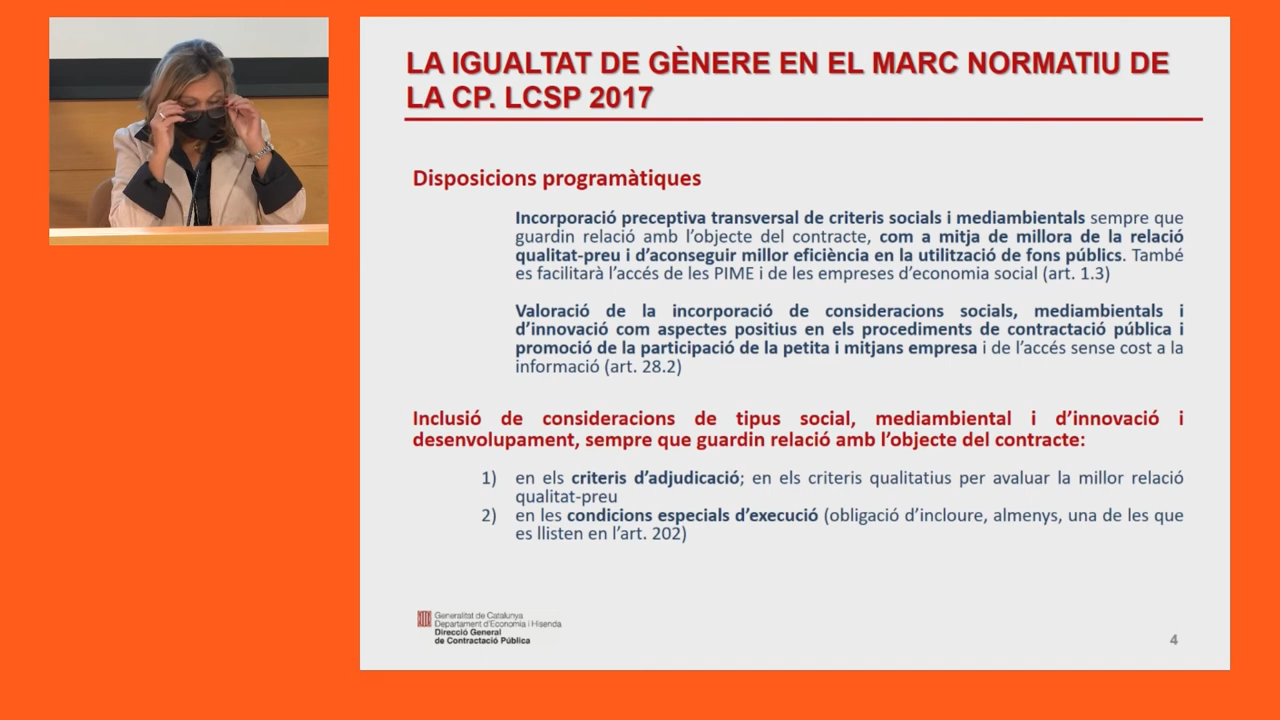 LA IGUALTAT DE GÈNERE EN EL MARC NORMATIU DE
LA CP. LCSP 2017
Disposicions programàtiques
Incorporació preceptiva transversal de criteris socials i mediambientals sempre que
guardin relació amb l’objecte del contracte, com a mitja de millora de la relació
qualitat-preu i d’aconseguir millor eficiència en la utilització de fons públics. També
es facilitarà l’accés de les PIME i de les empreses d’economia social (art. 1.3)
Valoració de la incorporació de consideracions socials, mediambientals i
d’innovació com aspectes positius en els procediments de contractació pública i
promoció de la participació de la petita i mitjans empresa i de l’accés sense cost a la
informació (art. 28.2)
Inclusió de consideracions de tipus social, mediambiental i d’innovació i
desenvolupament, sempre que guardin relació amb l’objecte del contracte:
1) en els criteris d’adjudicació; en els criteris qualitatius per avaluar la millor relació
qualitat-preu
2) en les condicions especials d’execució (obligació d’incloure, almenys, una de les que
es llisten en l’art. 202)
Generalitat de Catalunya
Departament d’Economia i Hisenda
Direcció General
de Contractació Pública
4